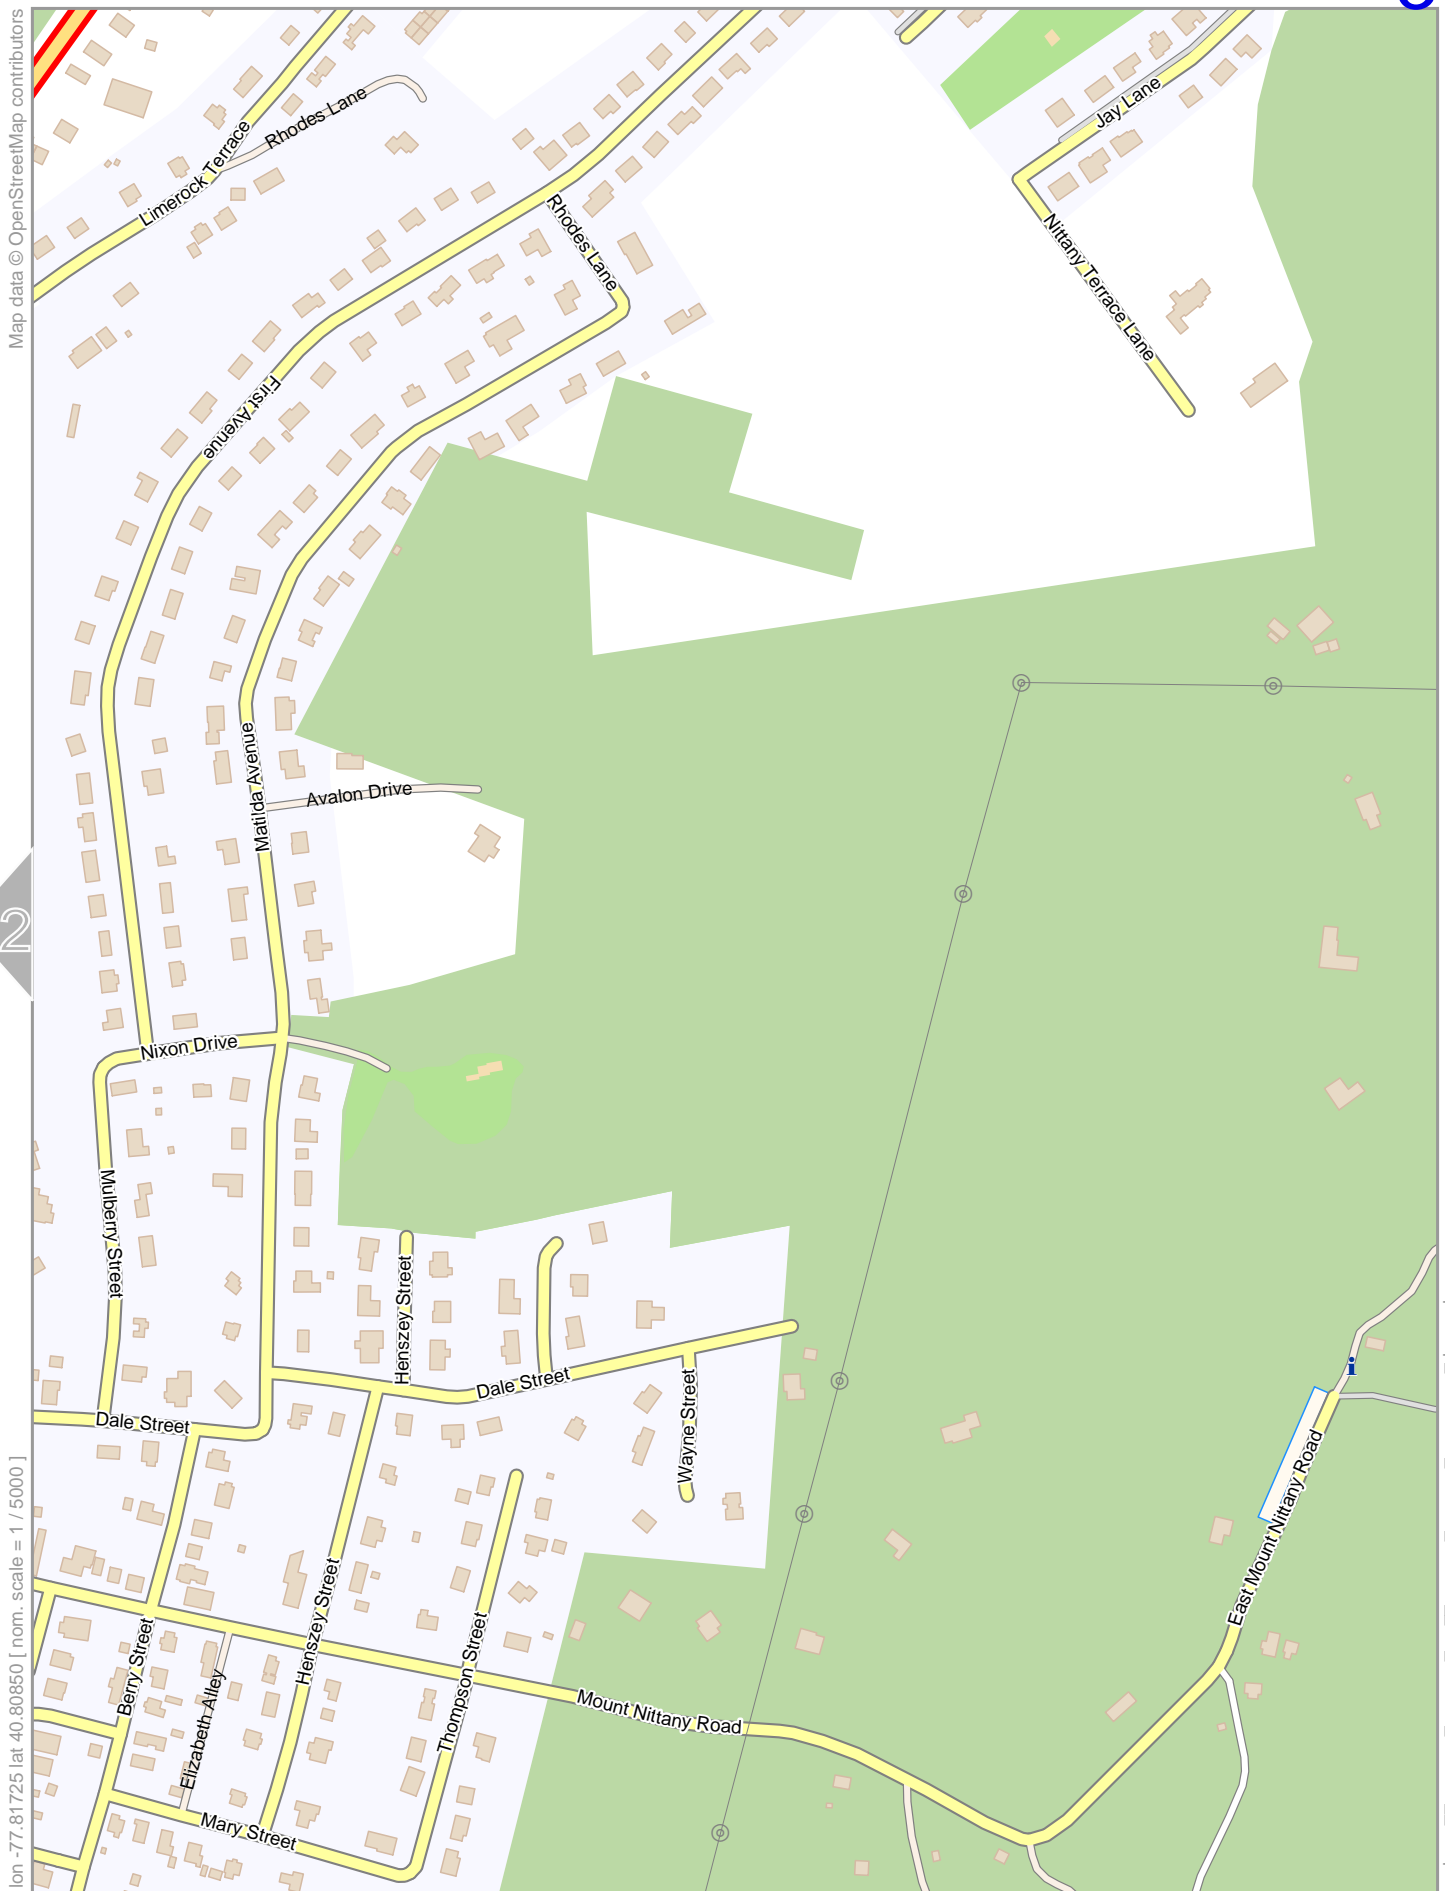 Map data © OpenStreetMap contributors
Rhodes Lane
Limerock Terrace
Jay Lane
Rhodes Lane
Nittany Terrace Lane
First Avenue
Matilda Avenue
Avalon Drive
2
Nixon Drive
Mulberry Street
Henszey Street
i
Dale Street
Wayne Street
Dale Street
East Mount Nittany Road
Henszey Street
Berry Street
Thompson Street
Elizabeth Alley
Mount Nittany Road
Mary Street
lon -77.81725 lat 40.80850 [ nom. scale = 1 / 5000 ]